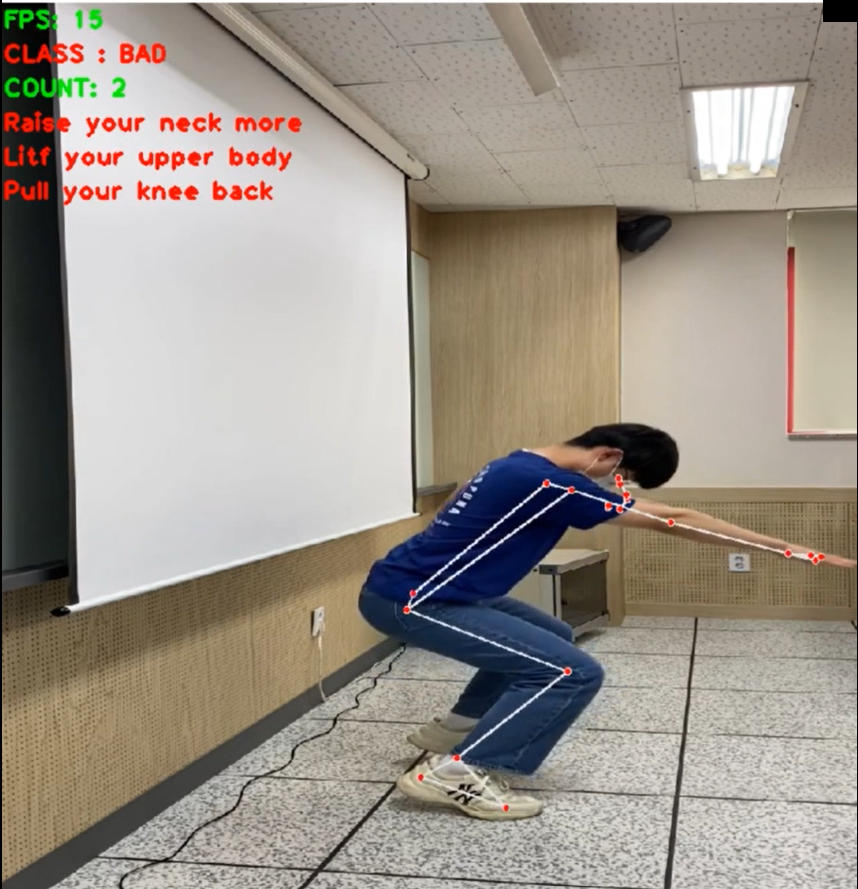 FPS: 15
CLASS : BAD
COUNT: 2
Raise your neck more
Litf your upper body
Pull your knee back